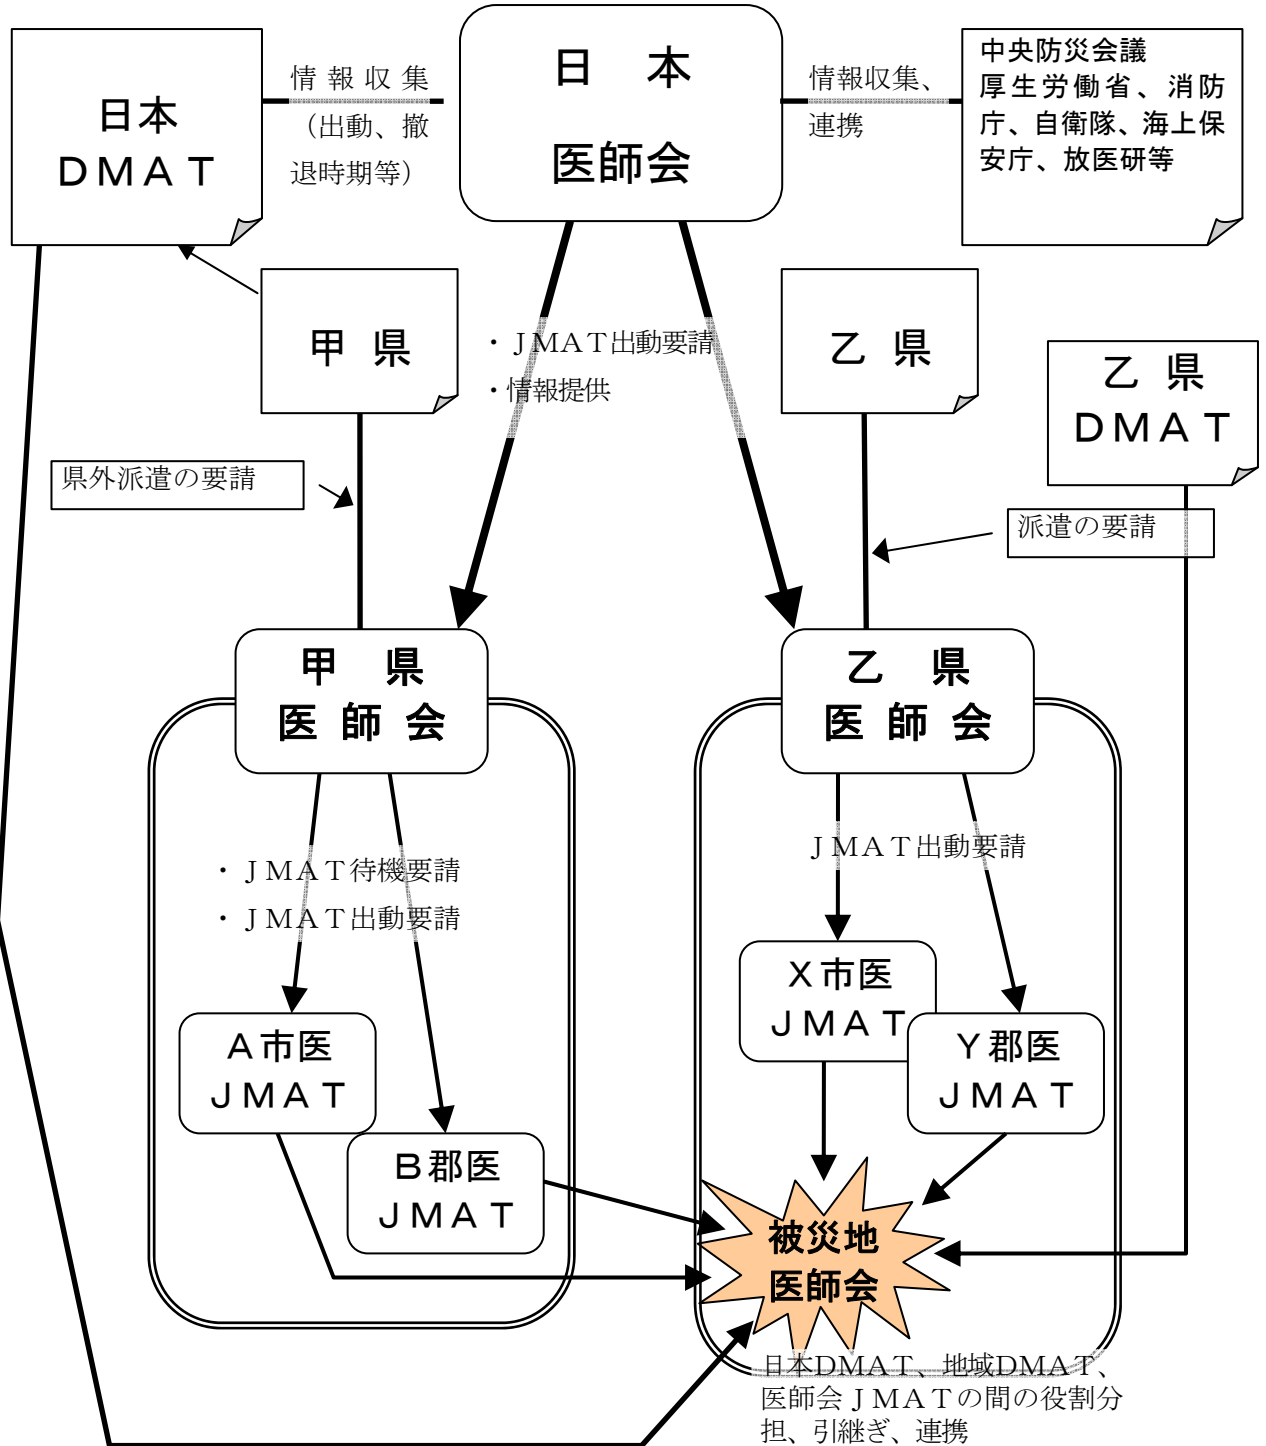 日本
DMAT
情報収集
（出動、撤
退時期等）
日　本
医師会
情報収集、
連携
中央防災会議
厚生労働省、消防
庁、自衛隊、海上保
安庁、放医研等
甲 県
・ＪＭＡＴ出動要請
・情報提供
乙 県
乙 県
ＤＭＡＴ
県外派遣の要請
派遣の要請
甲　県
医 師 会
乙　県
医 師 会
・ＪＭＡＴ待機要請
・ＪＭＡＴ出動要請
ＪＭＡＴ出動要請
Ａ市医
ＪＭＡＴ
Ｂ郡医
ＪＭＡＴ
Ｘ市医
ＪＭＡＴ
Ｙ郡医
ＪＭＡＴ
被災地
医師会
日本DMAT、地域DMAT、
医師会ＪＭＡＴの間の役割分
担、引継ぎ、連携